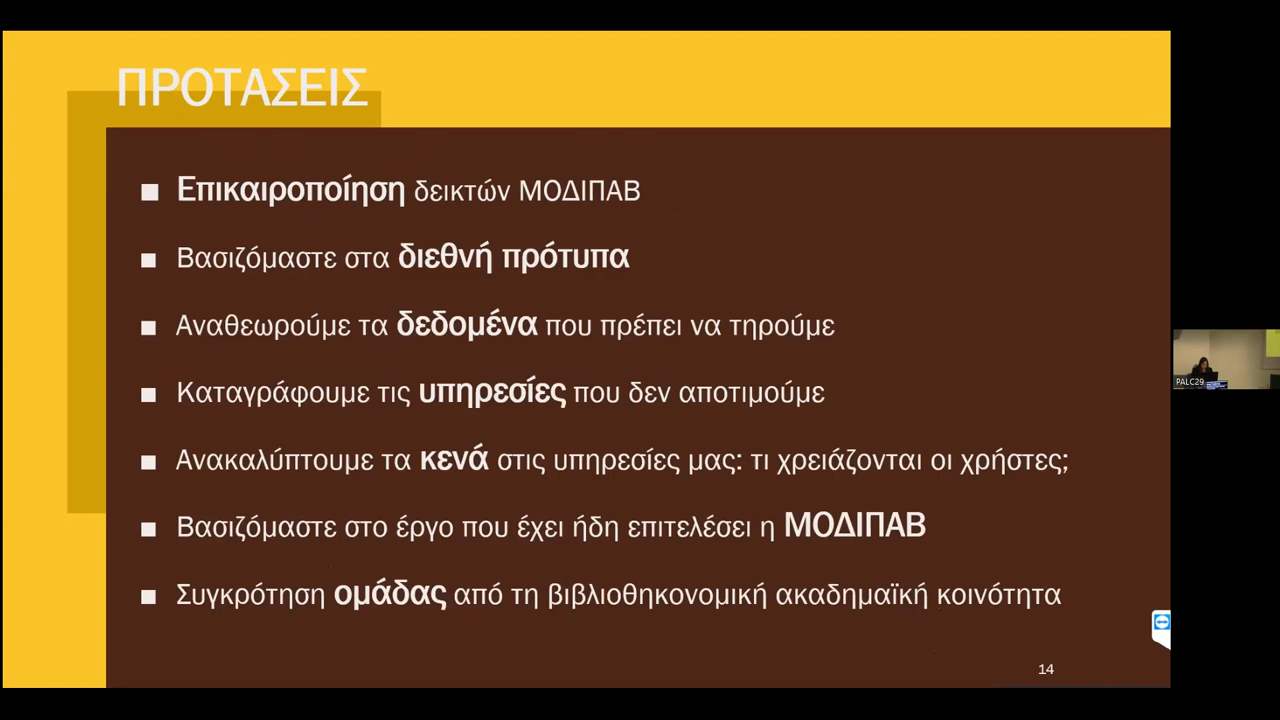 ΠΡΟΤΑΣΕΙΣ
Επικαιροποίηση δεικτών ΜΟΔΙΠΑΒ
Βασιζόμαστε στα διεθνή πρότυπα
Αναθεωρούμε τα δεδομένα που πρέπει να τηρούμε
Καταγράφουμε τις υπηρεσίες που δεν αποτιμούμε
Ανακαλύπτουμε τα κενά στις υπηρεσίες μας: τι χρειάζονται οι χρήστες;
Βασιζόμαστε στο έργο που έχει ήδη επιτελέσει η ΜΟΔΙΠΑΒ
Συγκρότηση ομάδας από τη βιβλιοθηκονομική ακαδημαϊκή κοινότητα
14
PALC29